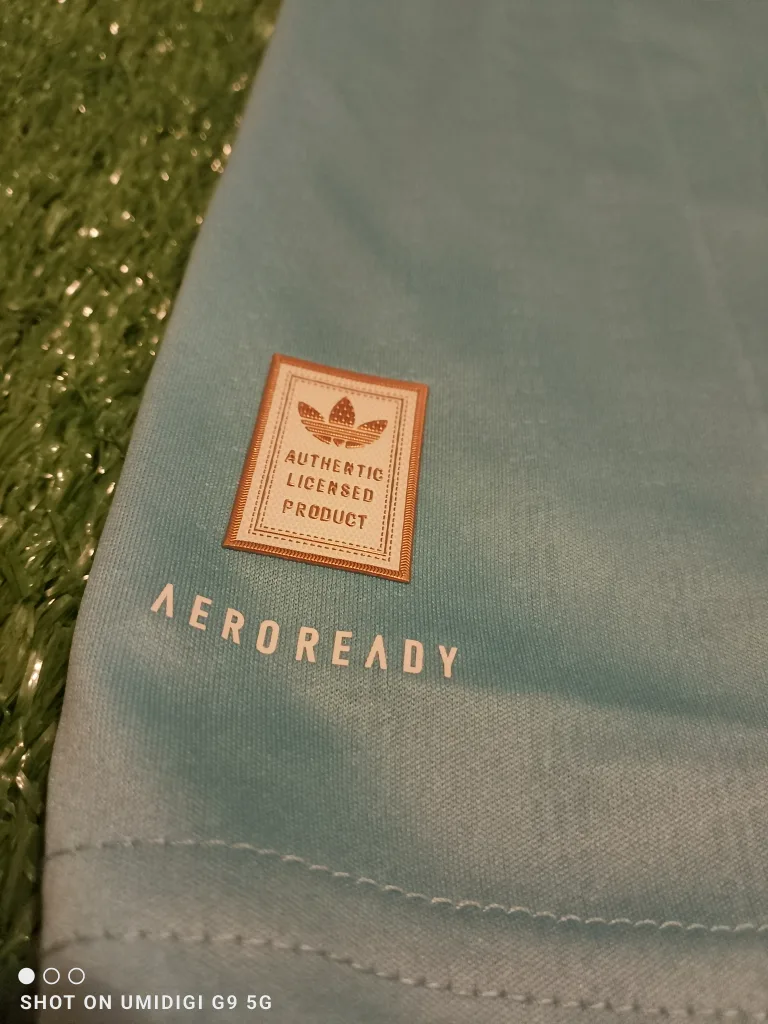 AUTHENTIC
LICENSED
PRODUCT
AEROREADY
SHOT ON UMIDIGI G9 5G